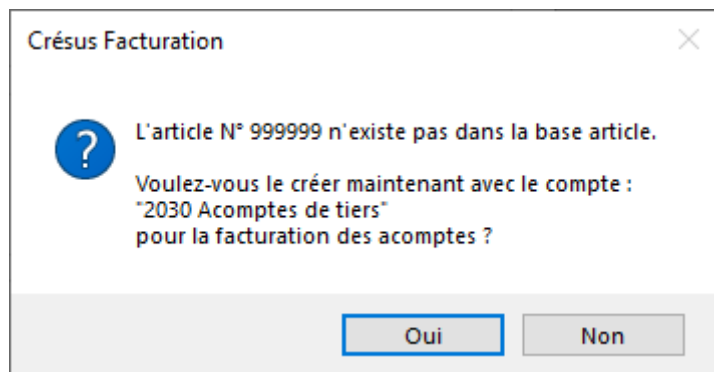 Crésus Facturation
L'article N° 999999 n'existe pas dans la base article.
Voulez-vous le créer maintenant avec le compte :
"2030 Acomptes de tiers"
pour la facturation des acomptes ?
Oui
Non